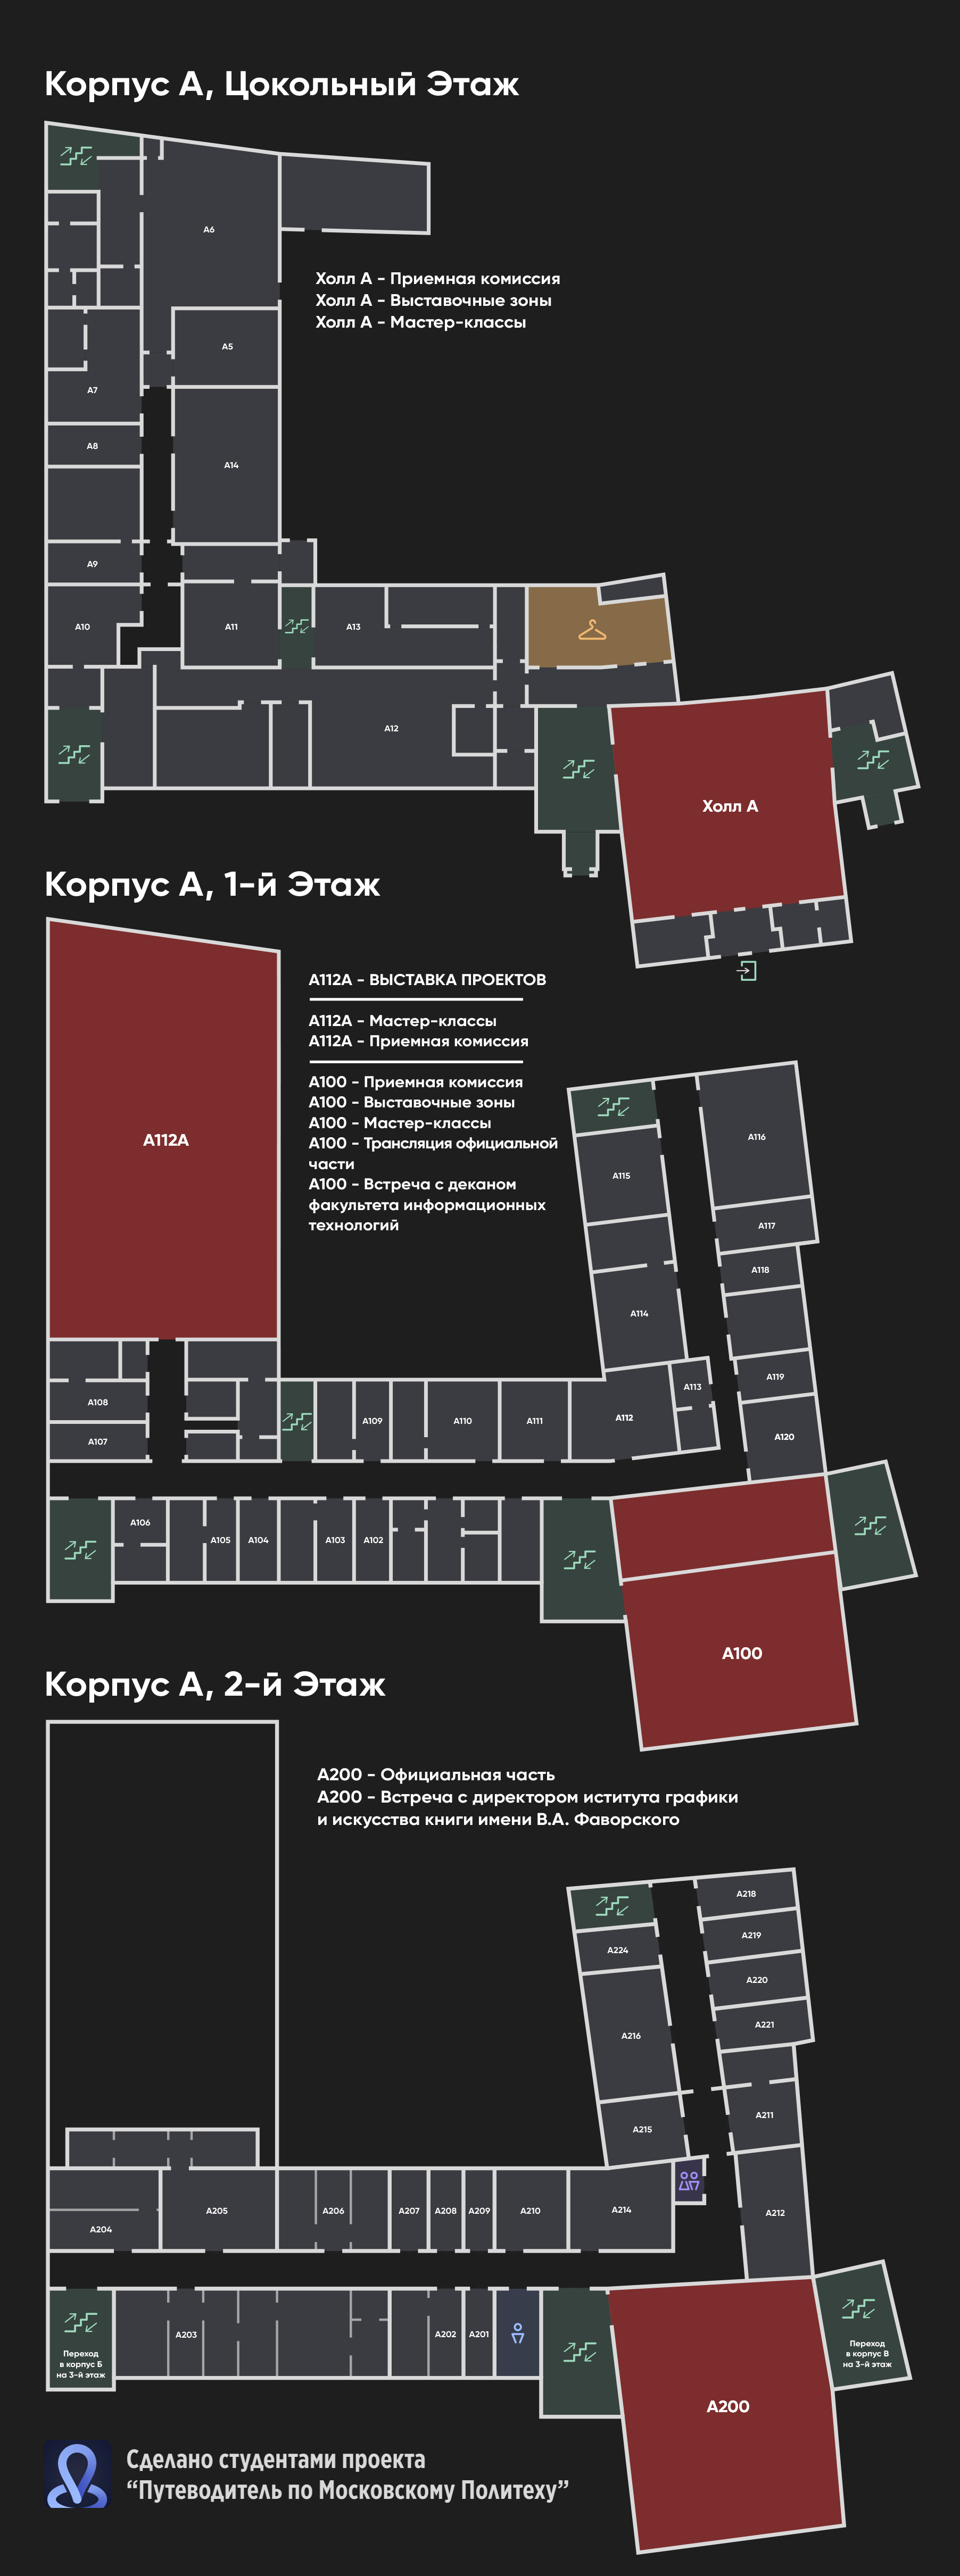 Корпус А, Цокольный Этаж
А6
Холл А - Приемная комиссия
Холл А - Выставочные зоны
Холл А - Мастер-классы
А5
А7
А8
А14
А9
А10
А11
А13
А12
Холл А
Корпус А, 1-й Этаж
А112А - ВЫСТАВКА ПРОЕКТОВ
А112А - Мастер-классы
А112А - Приемная комиссия
А100 - Приемная комиссия
А100 - Выставочные зоны
А100 - Мастер-классы
А100 - Трансляция официальной
части
А100 - Встреча с деканом
факультета информационных
технологий
А112А
А116
А115
А117
А118
А114
А119
А113
А108
А107
А109
А110
А111
А112
А120
А106
А105
А104
А103
А102
А100
Корпус А, 2-й Этаж
А200 - Официальная часть
А200 - Встреча с директором иститута графики
и искусства книги имени В.А. Фаворского
А218
А224
А219
А220
А216
А221
А211
А215
А204
А205
А206
А207
А208
А209
А210
А214
А212
А203
А202
А201
Переход
в корпус Б
на 3-й этаж
Переход
в корпус В
на 3-й этаж
А200
Сделано студентами проекта
“Путеводитель по Московскому Политеху”